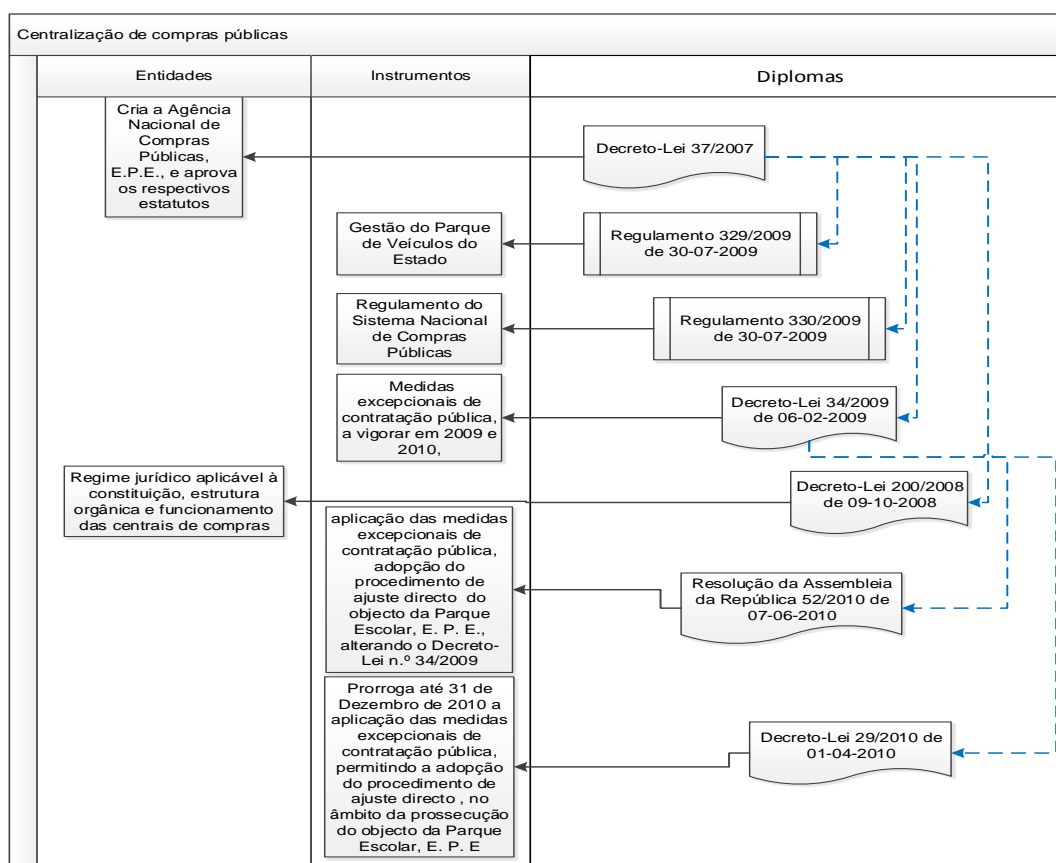 Centralização de compras públicas
Entidades
Instrumentos
Diplomas
Cria a Agência
Nacional de
Compras
Públicas,
E.P.E., e aprova
os respectivos
estatutos
Decreto-Lei 37/2007
Gestão do Parque
de Veículos do
Estado
Regulamento 329/2009
de 30-07-2009
Regulamento do
Sistema Nacional
de Compras
Públicas
Regulamento 330/2009
de 30-07-2009
Medidas
excepcionais de
contratação pública,
a vigorar em 2009 e
2010,
Decreto-Lei 34/2009
de 06-02-2009
Regime jurídico aplicável à
constituição, estrutura
orgânica e funcionamento
das centrais de compras
Decreto-Lei 200/2008
de 09-10-2008
aplicação das medidas
excepcionais de
contratação pública,
adopção do
procedimento de
ajuste directo do
objecto da Parque
Escolar, E. P. E.,
alterando o Decreto-
Lei n.º 34/2009
Resolução da Assembleia
da República 52/2010 de
07-06-2010
Prorroga até 31 de
Dezembro de 2010 a
aplicação das medidas
excepcionais de
contratação pública,
permitindo a adopção
do procedimento de
ajuste directo , no
âmbito da prossecução
do objecto da Parque
Escolar, E. P. E
Decreto-Lei 29/2010 de
01-04-2010